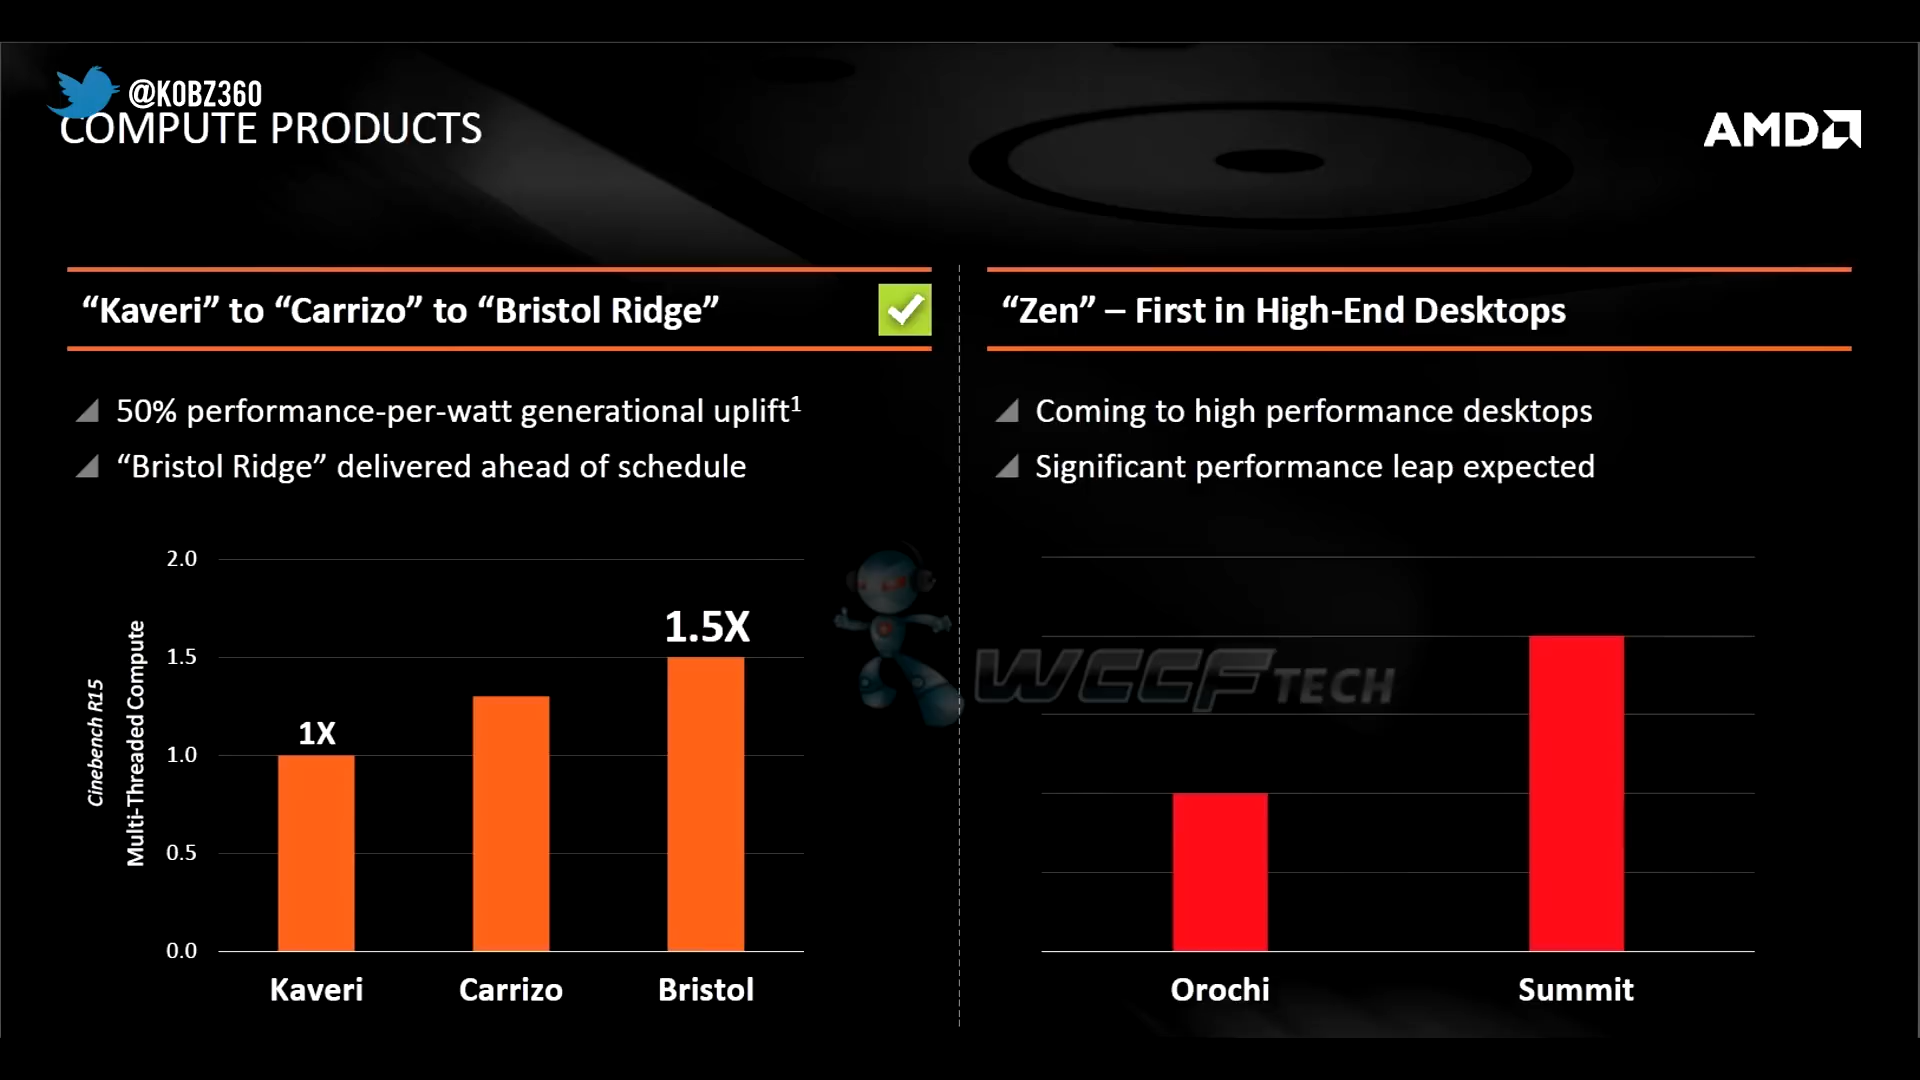 @K0BZ360
COMPUTE PRODUCTS
AMD
“Kaveri” to “Carrizo” to “Bristol Ridge”
50% performance-per-watt generational uplift¹
“Bristol Ridge” delivered ahead of schedule
Cinebench R15
Multi-Threaded Compute
2.0
1.5
1.0
0.5
0.0
1X
1.5X
Kaveri Carrizo Bristol
“Zen” – First in High-End Desktops
Coming to high performance desktops
Significant performance leap expected
WCCFTECH
Orochi Summit